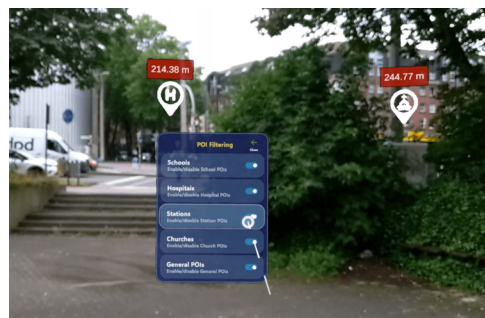 214.38 m
244.77 m
H
POI Filtering
Close
Schools
Enable/disable School POIs
Hospitals
Enable/disable Hospital POIs
Stations
Enable/disable Station POIs
Churches
Enable/disable Church POIs
General POIs
Enable/disable General POIs